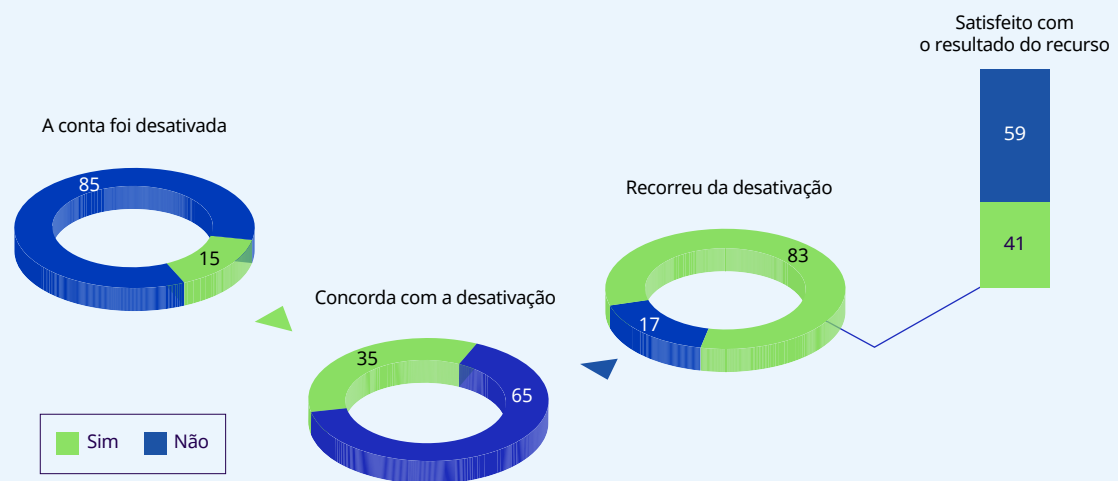 Satisfeito com
o resultado do recurso
59
41
A conta foi desativada
85
15
Recorreu da desativação
83
17
Concorda com a desativação
35
65
Sim
Não